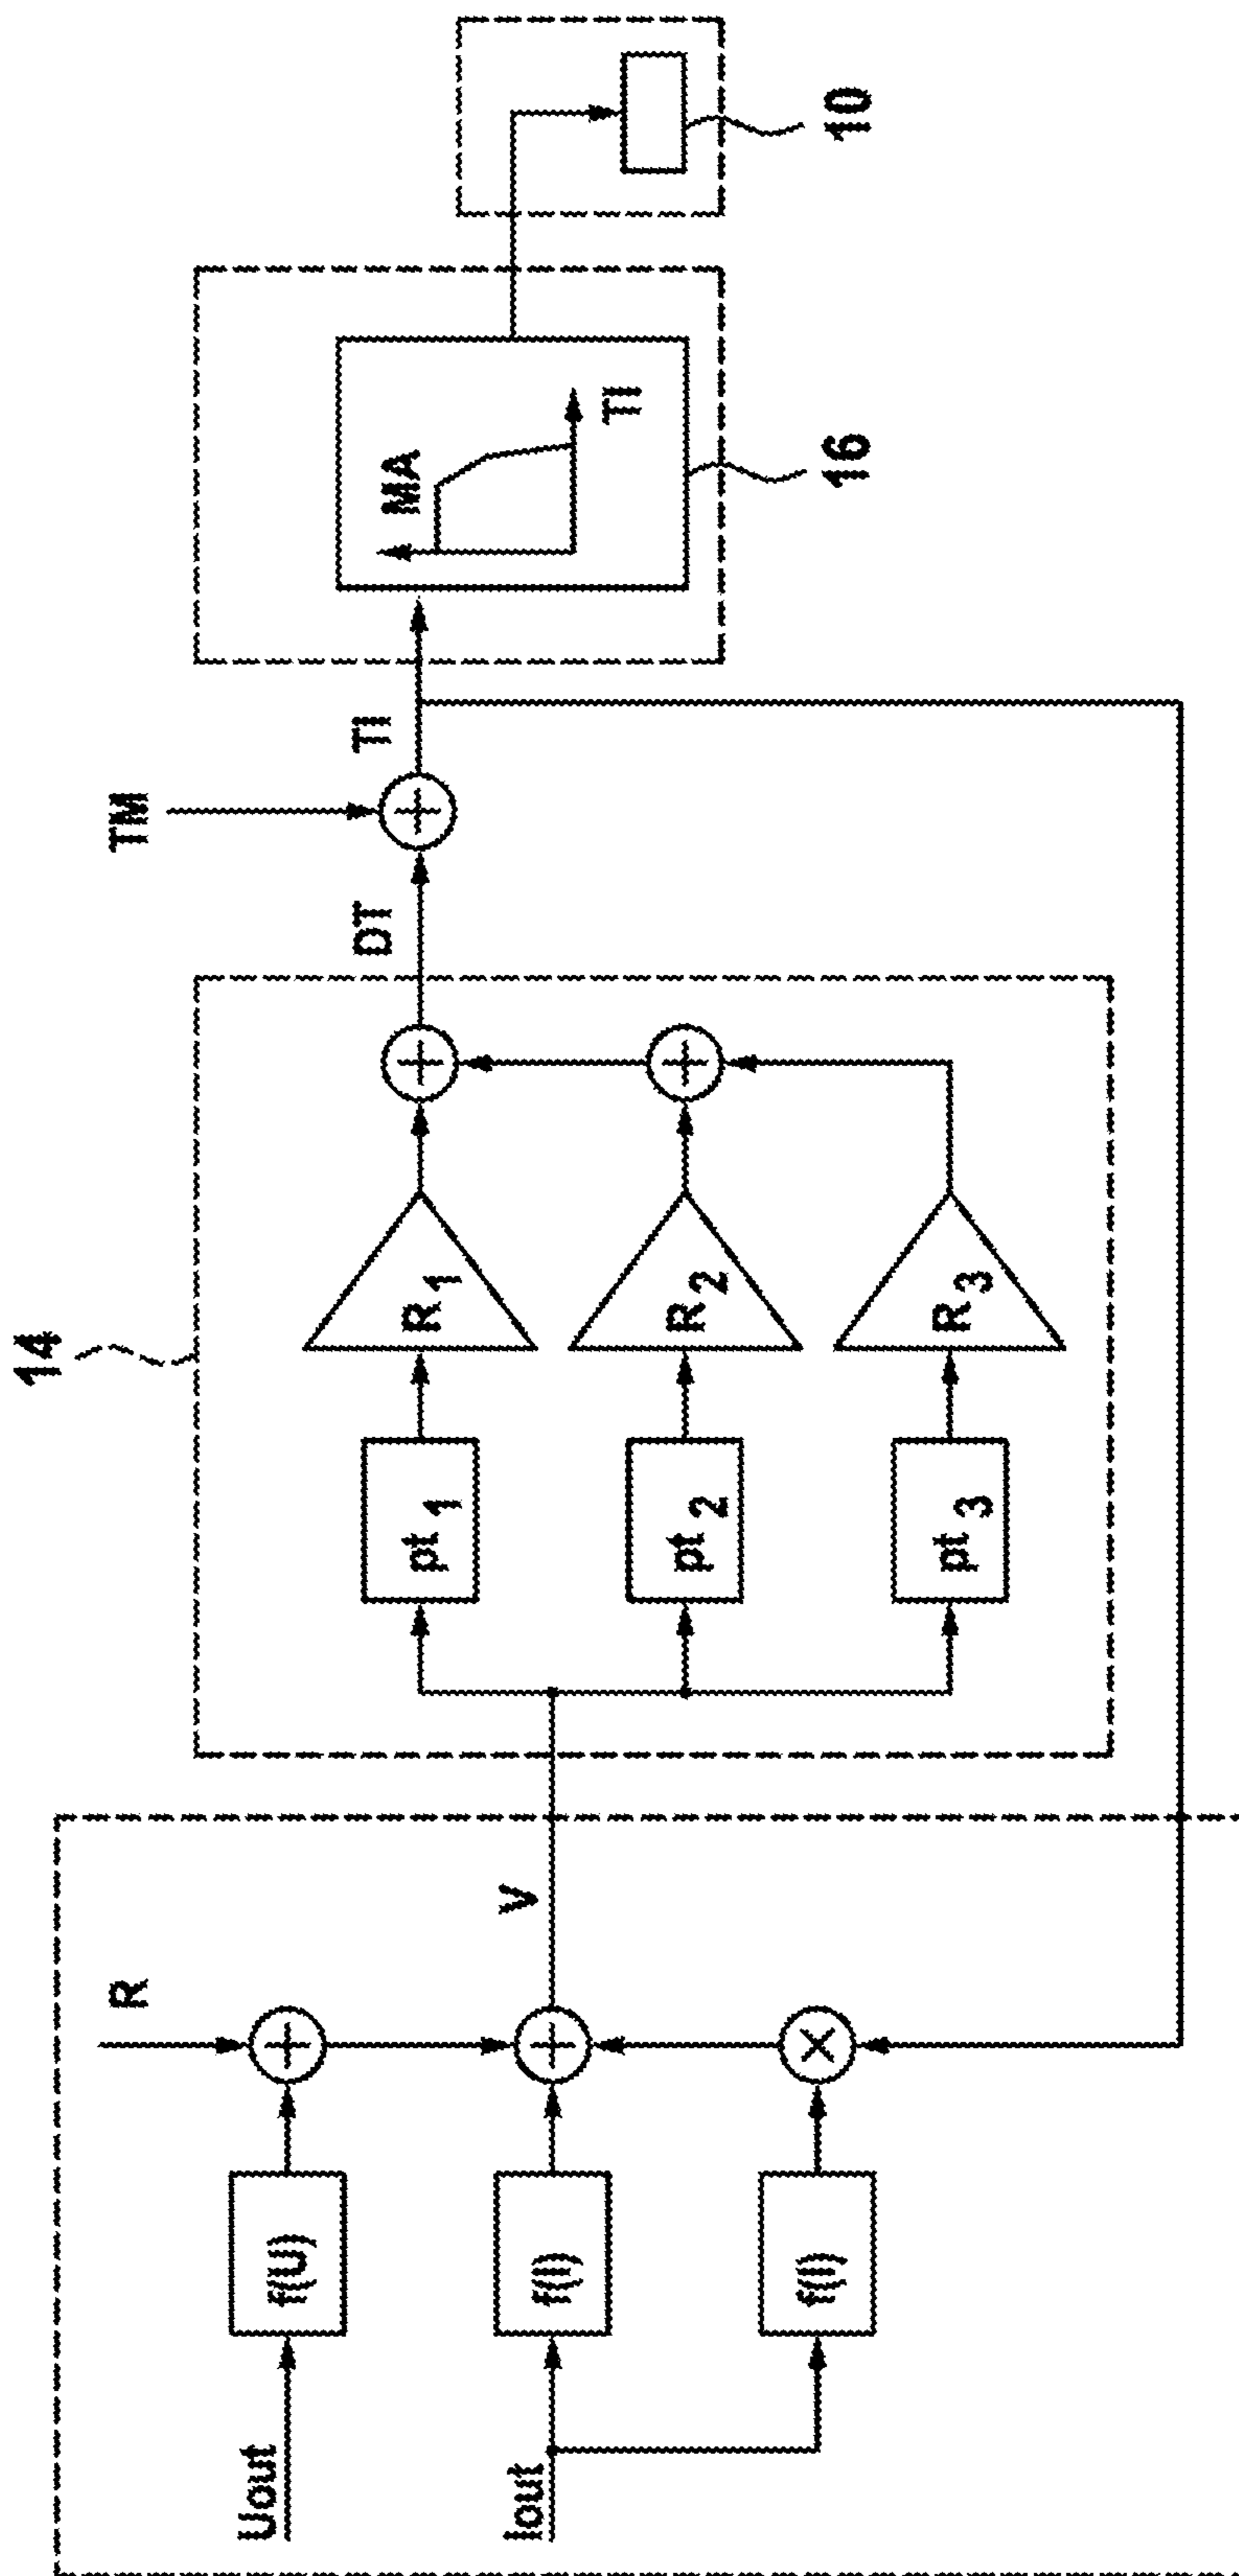 Uout
Iout
f(U)
f(I)
f(I)
R
V
14
pt1
pt2
pt3
R1
R2
R3
DT
TM
TI
MA
TI
16
10